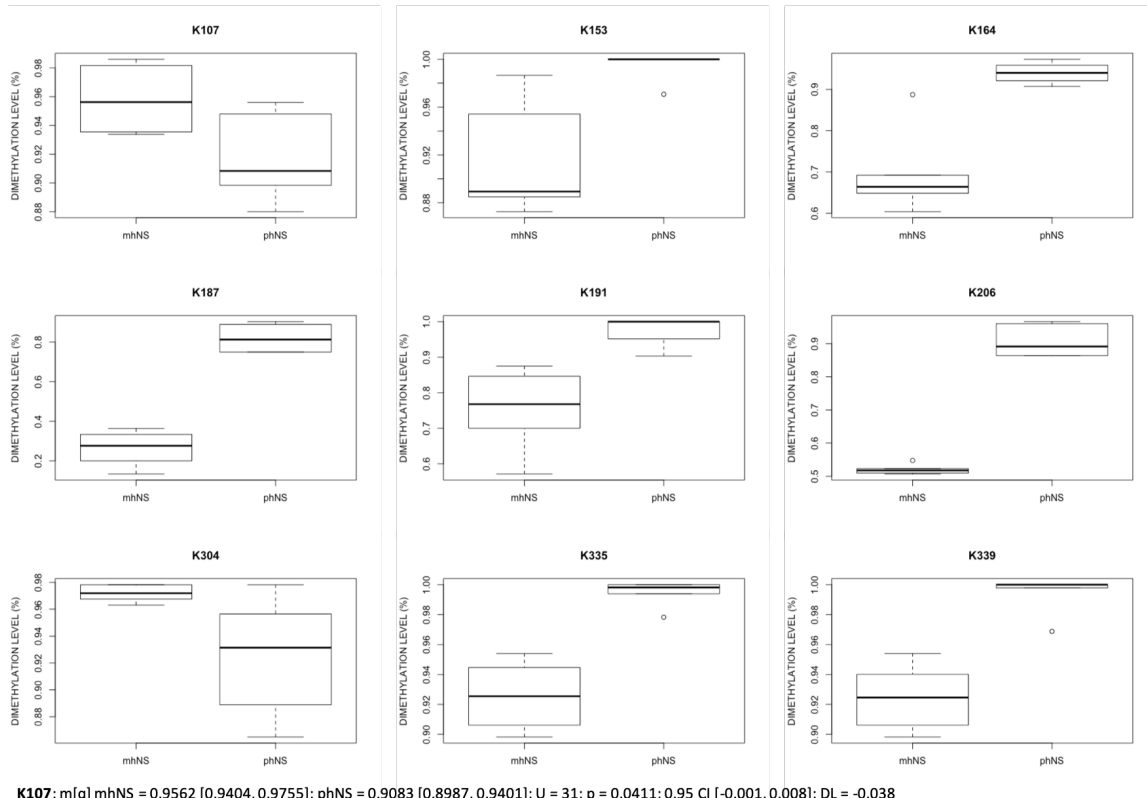 K107
DIMETHYLATION LEVEL (%)
0.98
0.96
0.94
0.92
0.90
0.88
mhNS phNS
K153
DIMETHYLATION LEVEL (%)
1.00
0.96
0.92
0.88
mhNS phNS
K164
DIMETHYLATION LEVEL (%)
0.9
0.8
0.7
0.6
mhNS phNS
K187
DIMETHYLATION LEVEL (%)
0.8
0.6
0.4
0.2
mhNS phNS
K191
DIMETHYLATION LEVEL (%)
1.0
0.9
0.8
0.7
0.6
mhNS phNS
K206
DIMETHYLATION LEVEL (%)
0.9
0.8
0.7
0.6
0.5
mhNS phNS
K304
DIMETHYLATION LEVEL (%)
0.98
0.96
0.94
0.92
0.90
0.88
mhNS phNS
K335
DIMETHYLATION LEVEL (%)
1.00
0.98
0.96
0.94
0.92
0.90
mhNS phNS
K339
DIMETHYLATION LEVEL (%)
1.00
0.98
0.96
0.94
0.92
0.90
mhNS phNS
K107: m[q] mhNS = 0.9562 [0.9404, 0.9755]; phNS = 0.9083 [0.8987, 0.9401]; U = 31; p = 0.0411; 0.95 CI [-0.001, 0.008]; DL = -0.038